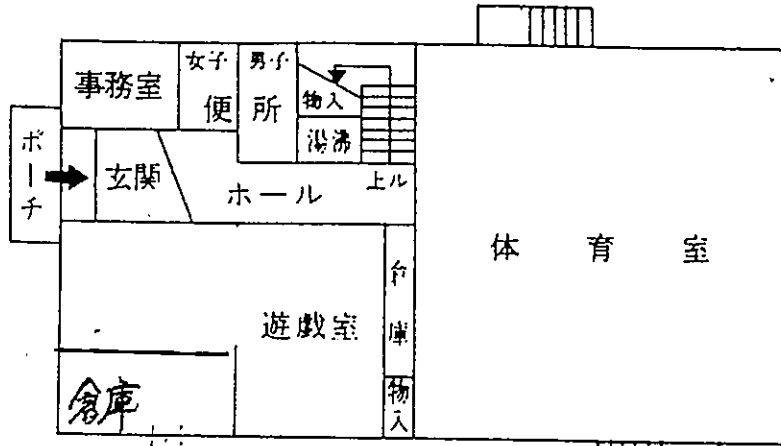 事務室
女子
男子
便
所
物入
湯沸
ポーチ
玄関
ホール
上ル
体育室
遊戯室
倉庫
物入
倉庫